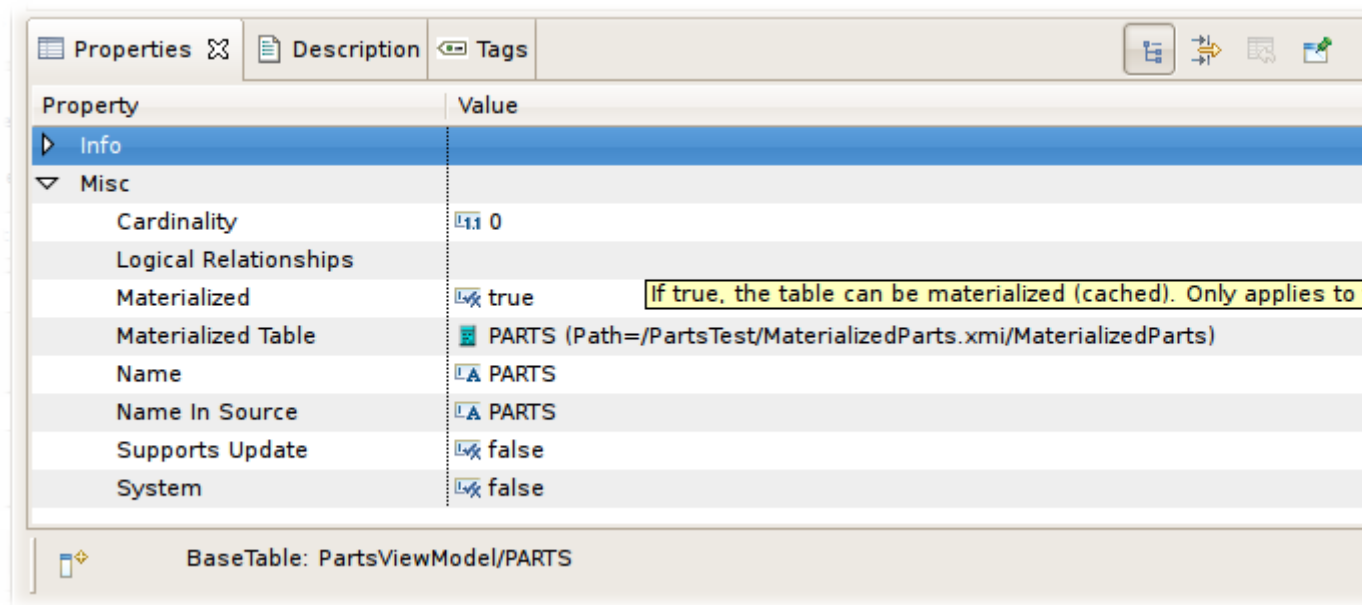 Properties Description Tags
Property Value
Info
Misc
Cardinality 0
Logical Relationships
Materialized true If true, the table can be materialized (cached). Only applies to
Materialized Table PARTS (Path=/PartsTest/MaterializedParts.xmi/MaterializedParts)
Name PARTS
Name In Source PARTS
Supports Update false
System false
BaseTable: PartsViewModel/PARTS